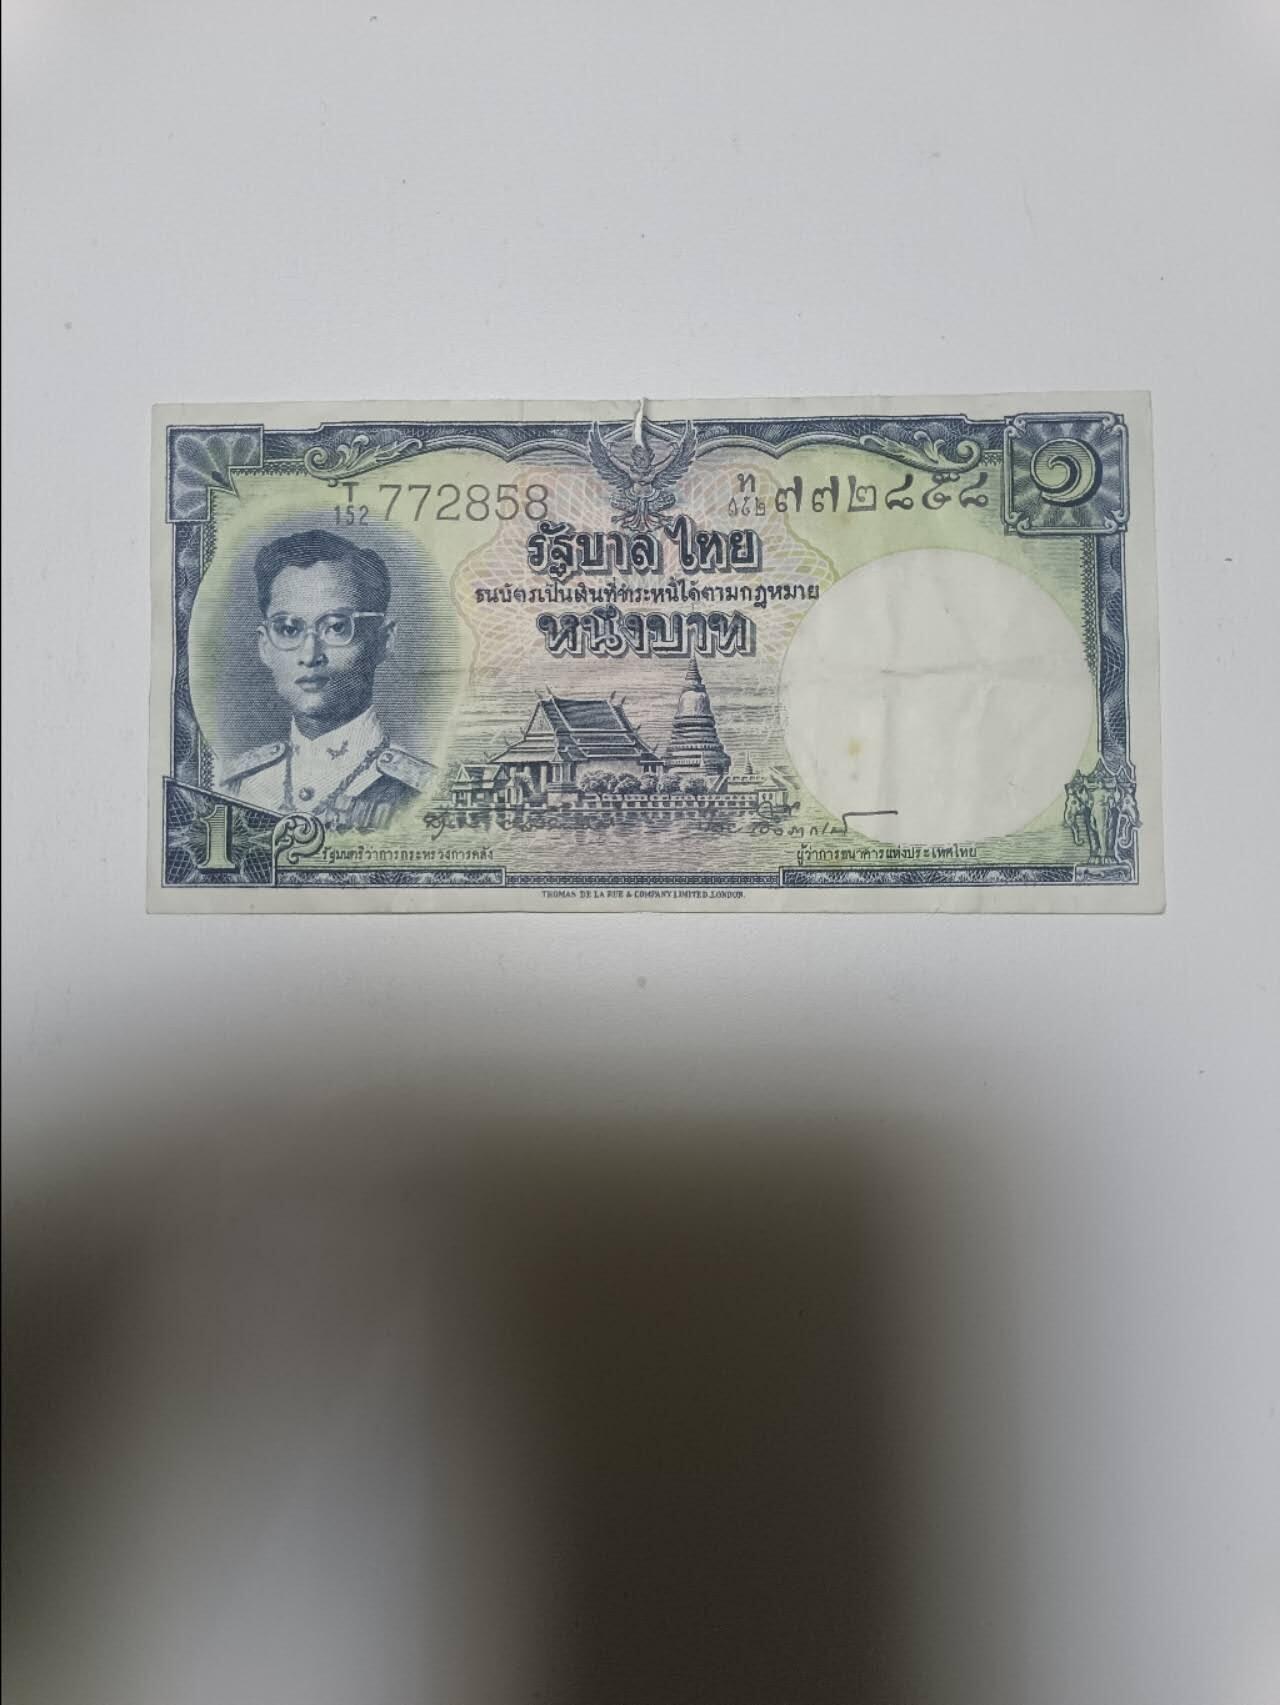 T
152 772858
ท
๑๕๒ ๗๗๒๘๕๘
๑
รัฐบาลไทย
ธนบัตรเป็นเงินที่ชำระหนี้ได้ตามกฎหมาย
หนึ่งบาท
1
รัฐมนตรีว่าการกระทรวงการคลัง
ผู้ว่าการธนาคารแห่งประเทศไทย
THOMAS DE LA RUE & COMPANY LIMITED. LONDON.